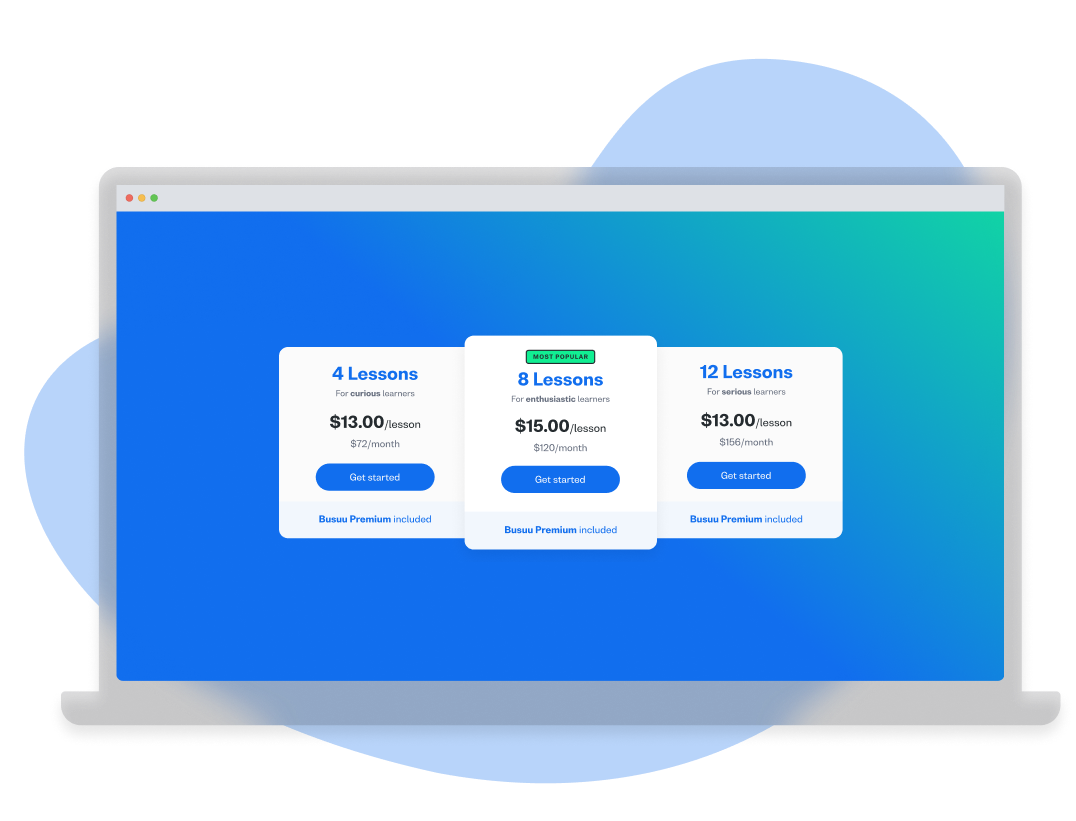 4 Lessons
For curious learners
$13.00/lesson
$72/month
Get started
Busuu Premium included
MOST POPULAR
8 Lessons
For enthusiastic learners
$15.00/lesson
$120/month
Get started
Busuu Premium included
12 Lessons
For serious learners
$13.00/lesson
$156/month
Get started
Busuu Premium included